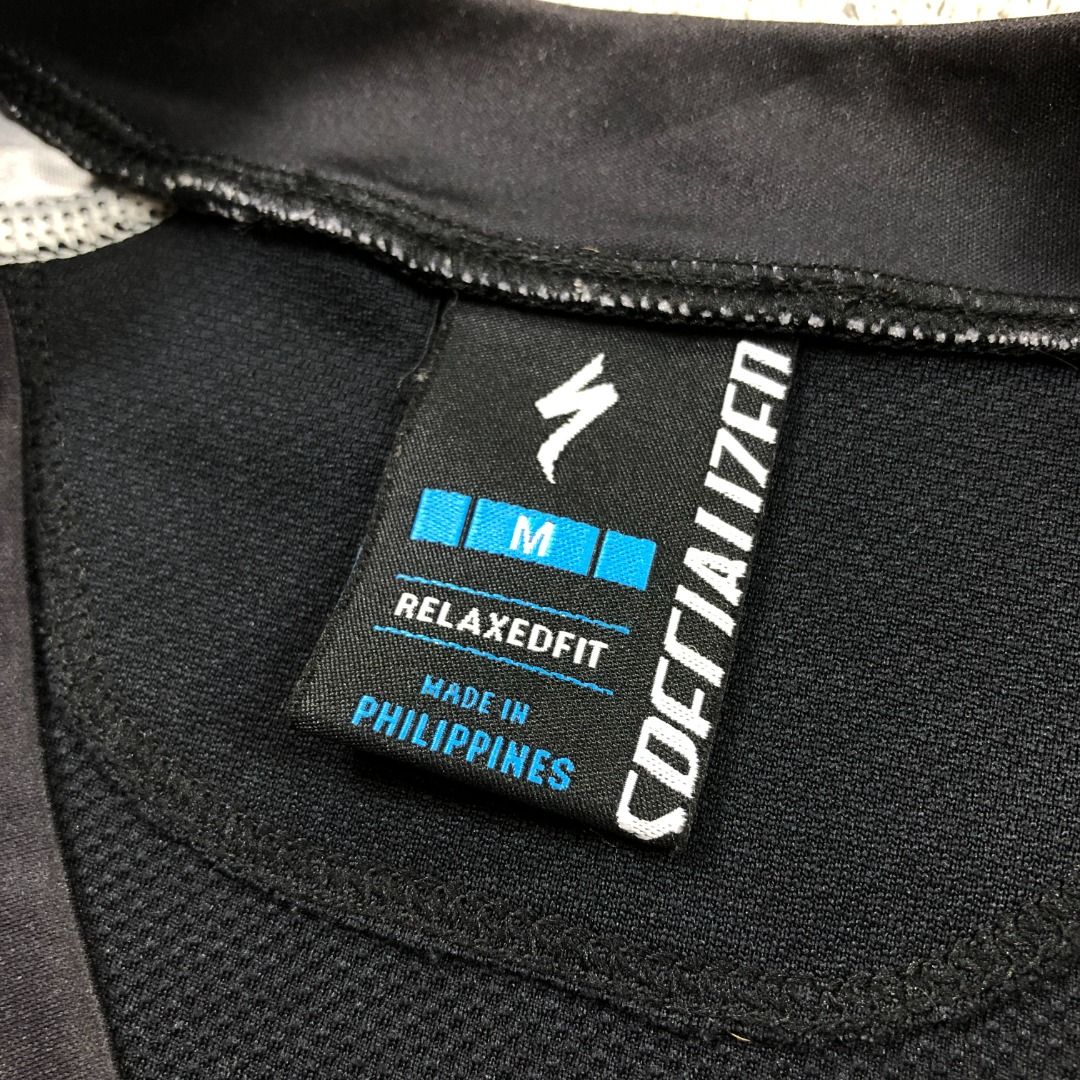 M
RELAXEDFIT
MADE IN
PHILIPPINES
SPECIALIZED